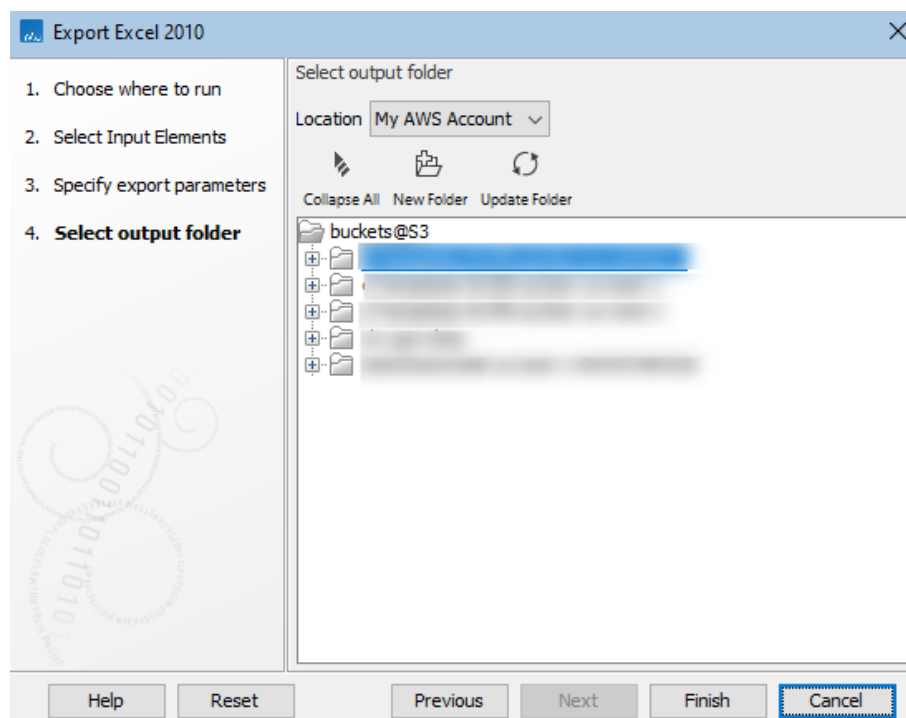 Export Excel 2010
1. Choose where to run
2. Select Input Elements
3. Specify export parameters
4. Select output folder
Select output folder
Location My AWS Account
Collapse All New Folder Update Folder
buckets@S3
Help Reset Previous Next Finish Cancel